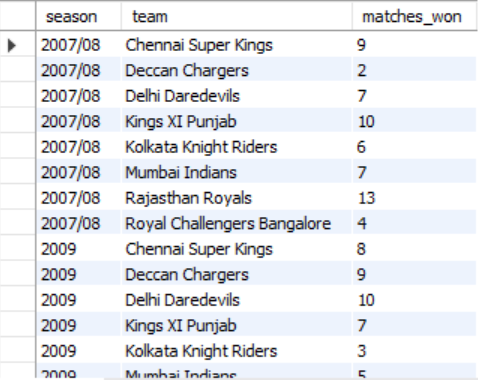 season team matches_won
2007/08 Chennai Super Kings 9
2007/08 Deccan Chargers 2
2007/08 Delhi Daredevils 7
2007/08 Kings XI Punjab 10
2007/08 Kolkata Knight Riders 6
2007/08 Mumbai Indians 7
2007/08 Rajasthan Royals 13
2007/08 Royal Challengers Bangalore 4
2009 Chennai Super Kings 8
2009 Deccan Chargers 9
2009 Delhi Daredevils 10
2009 Kings XI Punjab 7
2009 Kolkata Knight Riders 3
2009 Mumbai Indians 5